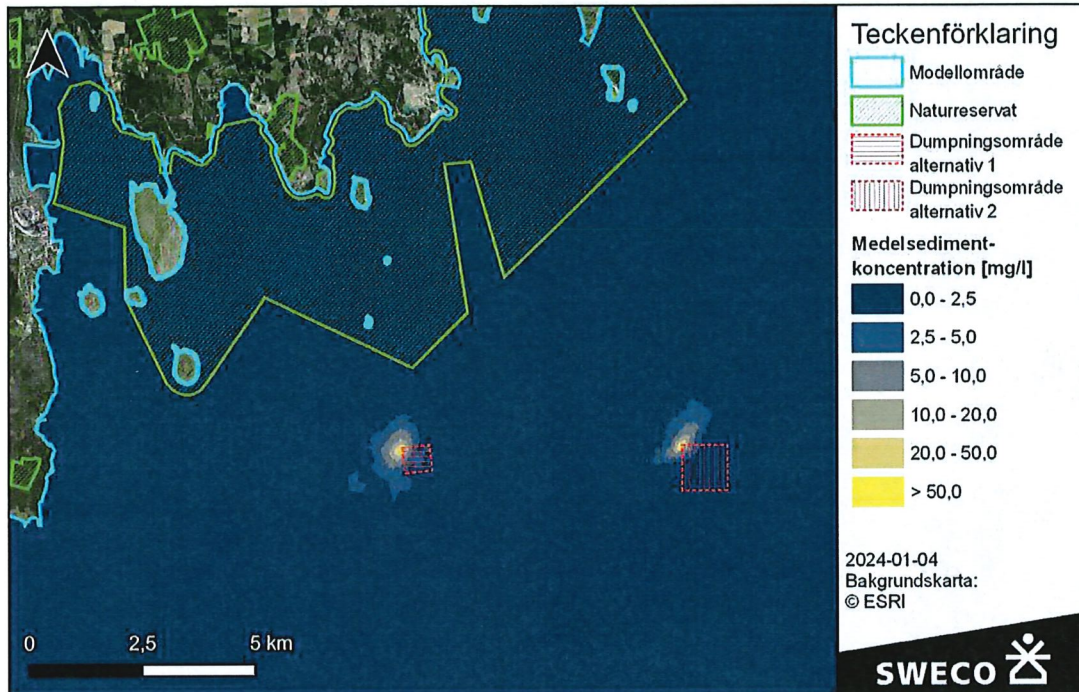 Teckenförklaring
Modellområde
Naturreservat
Dumpningsområde
alternativ 1
Dumpningsområde
alternativ 2
Medelsediment-
koncentration [mg/l]
0,0 - 2,5
2,5 - 5,0
5,0 - 10,0
10,0 - 20,0
20,0 - 50,0
> 50,0
2024-01-04
Bakgrundskarta:
© ESRI
0 2,5 5 km
SWECO